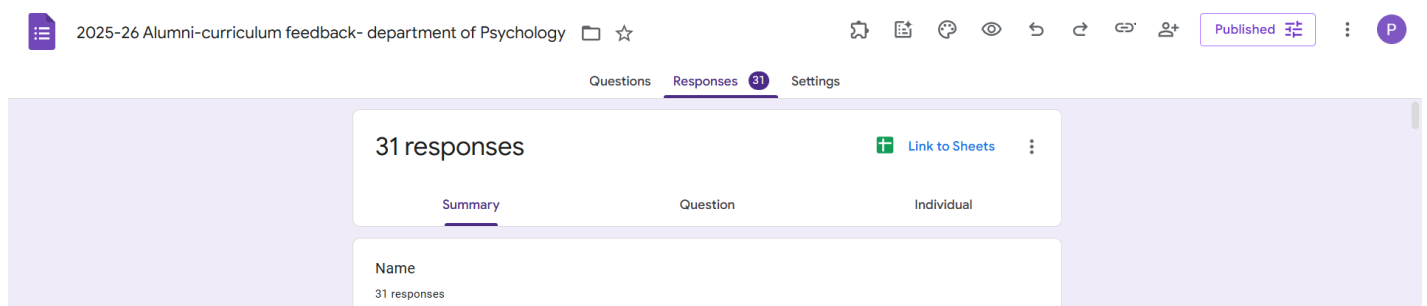 2025-26 Alumni-curriculum feedback- department of Psychology
Published
P
Questions Responses 31 Settings
31 responses
Link to Sheets
Summary Question Individual
Name
31 responses